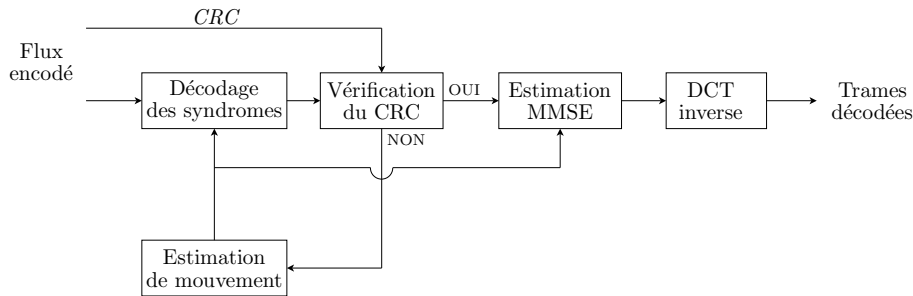 CRC
Flux
encodé
Décodage
des syndromes
Vérification
du CRC
OUI
NON
Estimation
MMSE
DCT
inverse
Trames
décodées
Estimation
de mouvement